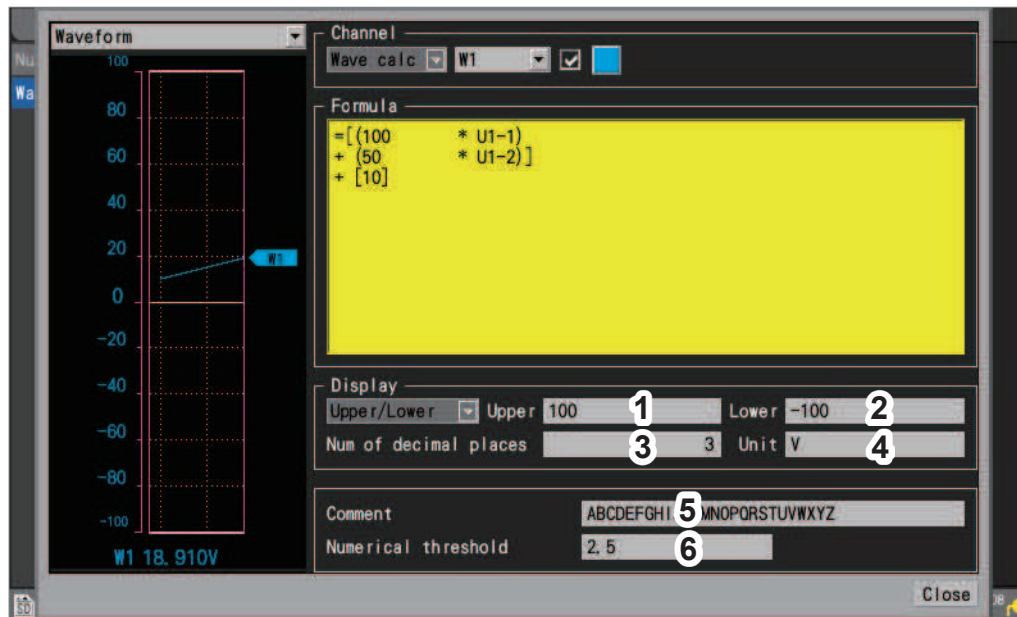 Waveform
Nu
Wa
100
80
60
40
20
0
-20
-40
-60
-80
-100
W1
W1 18.910V
Channel
Wave calc W1
Formula
=[(100 * U1-1)
+ (50 * U1-2)]
+ [10]
Display
Upper/Lower Upper 100 1 Lower -100 2
Num of decimal places 3 3 Unit V 4
Comment ABCDEFGHI 5 MNOPQRSTUVWXYZ
Numerical threshold 2.5 6
Close
SD
08